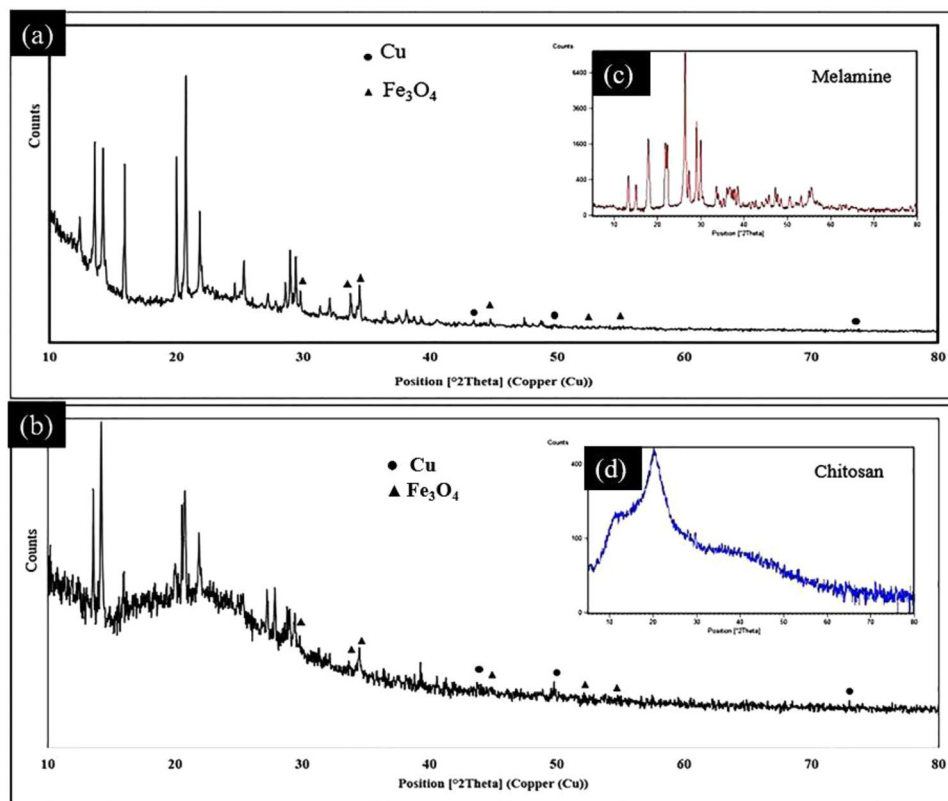 (a)
Cu
Fe₃O₄
Counts
10 20 30 40 50 60 70 80
Position [°2Theta] (Copper (Cu))
(c)
Counts
Melamine
6400
3600
1600
400
0
10 20 30 40 50 60 70 80
Position [°2Theta]
(b)
Cu
Fe₃O₄
Counts
10 20 30 40 50 60 70 80
Position [°2Theta] (Copper (Cu))
(d)
Counts
Chitosan
400
100
0
10 20 30 40 50 60 70 80
Position [°2Theta]